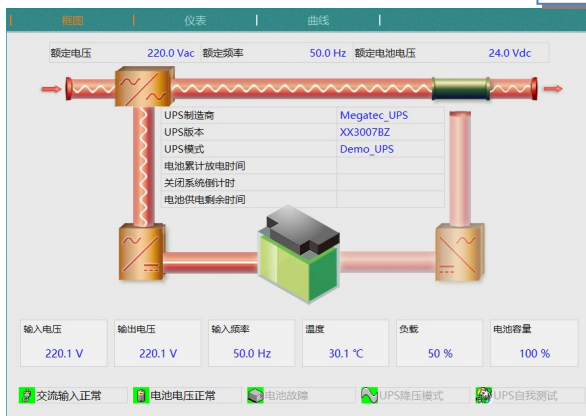 框图 仪表 曲线
额定电压 220.0 Vac 额定频率 50.0 Hz 额定电池电压 24.0 Vdc
UPS制造商 Megatec_UPS
UPS版本 XX3007BZ
UPS模式 Demo_UPS
电池累计放电时间
关闭系统倒计时
电池供电剩余时间
输入电压 输出电压 输入频率 温度 负载 电池容量
220.1 V 220.1 V 50.0 Hz 30.1 ℃ 50 % 100 %
交流输入正常 电池电压正常 电池故障 UPS降压模式 UPS自我测试